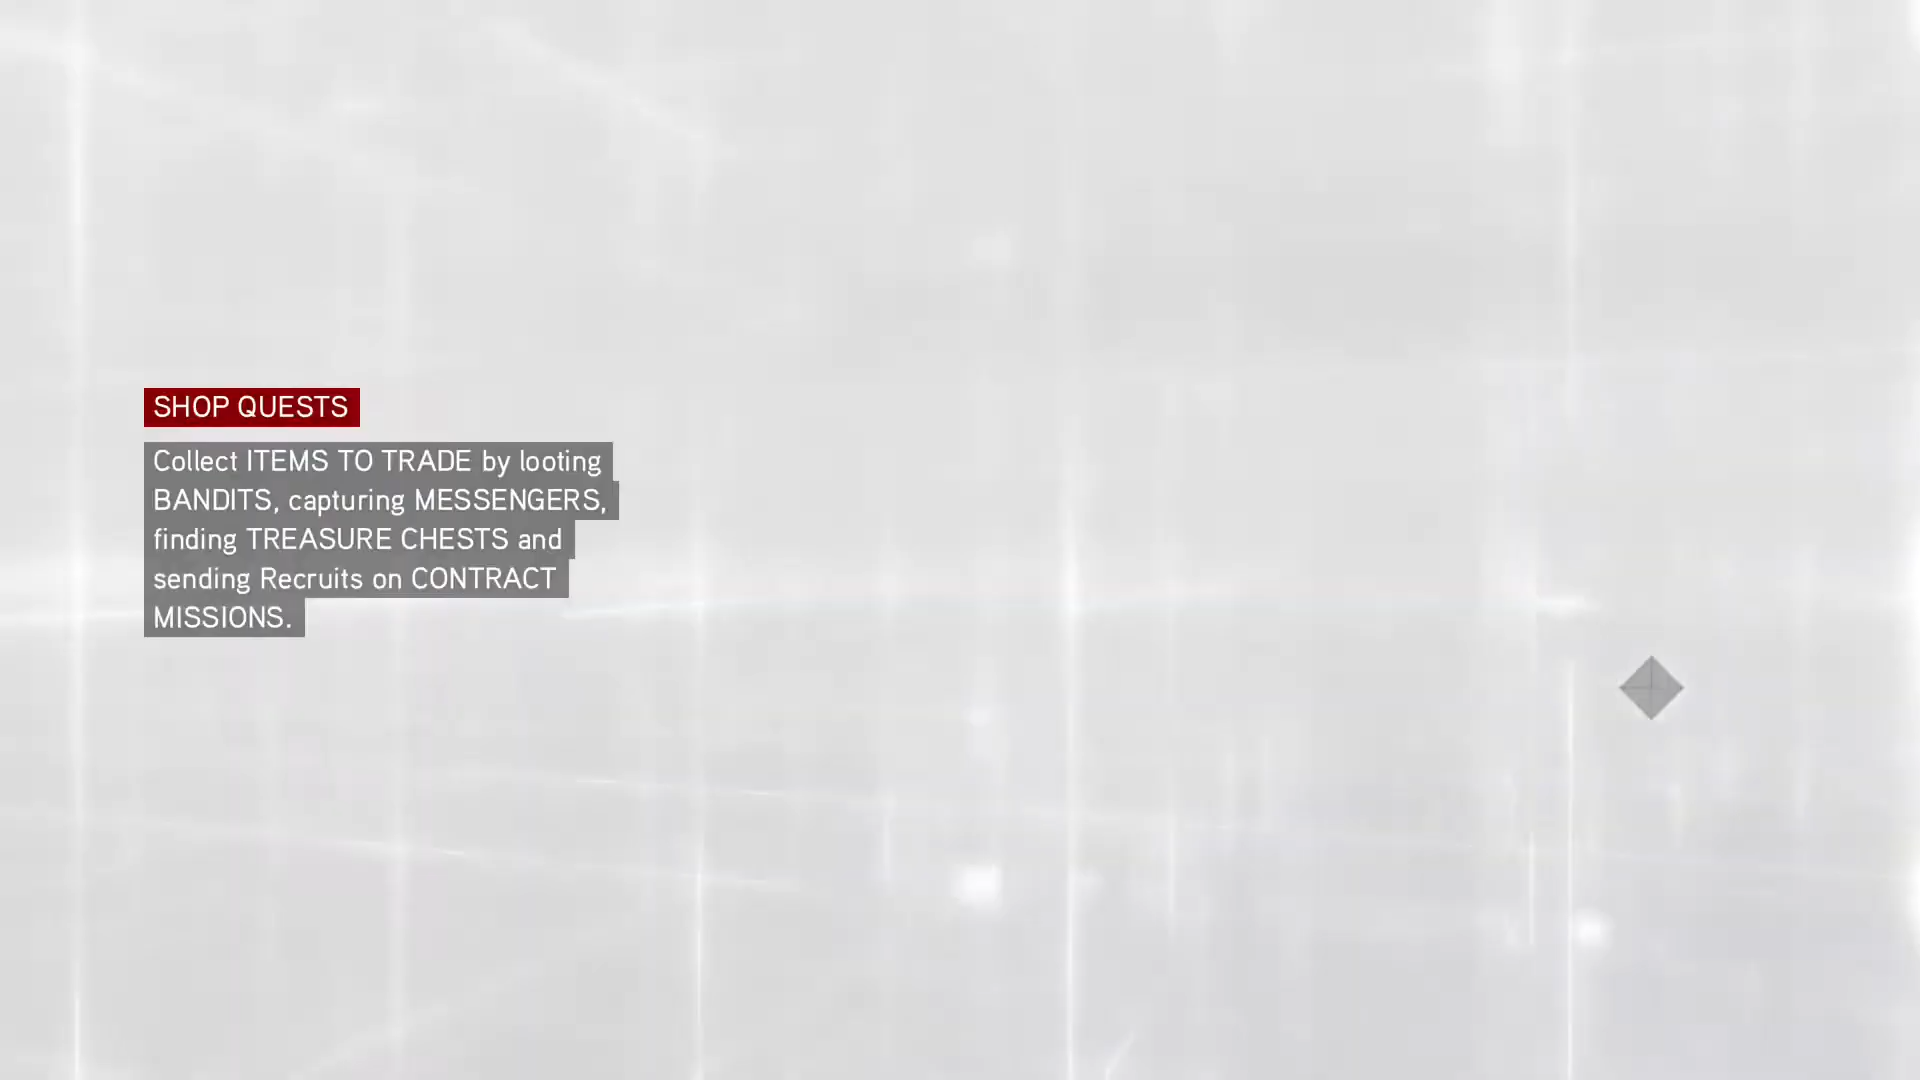 SHOP QUESTS
Collect ITEMS TO TRADE by looting
BANDITS, capturing MESSENGERS,
finding TREASURE CHESTS and
sending Recruits on CONTRACT
MISSIONS.